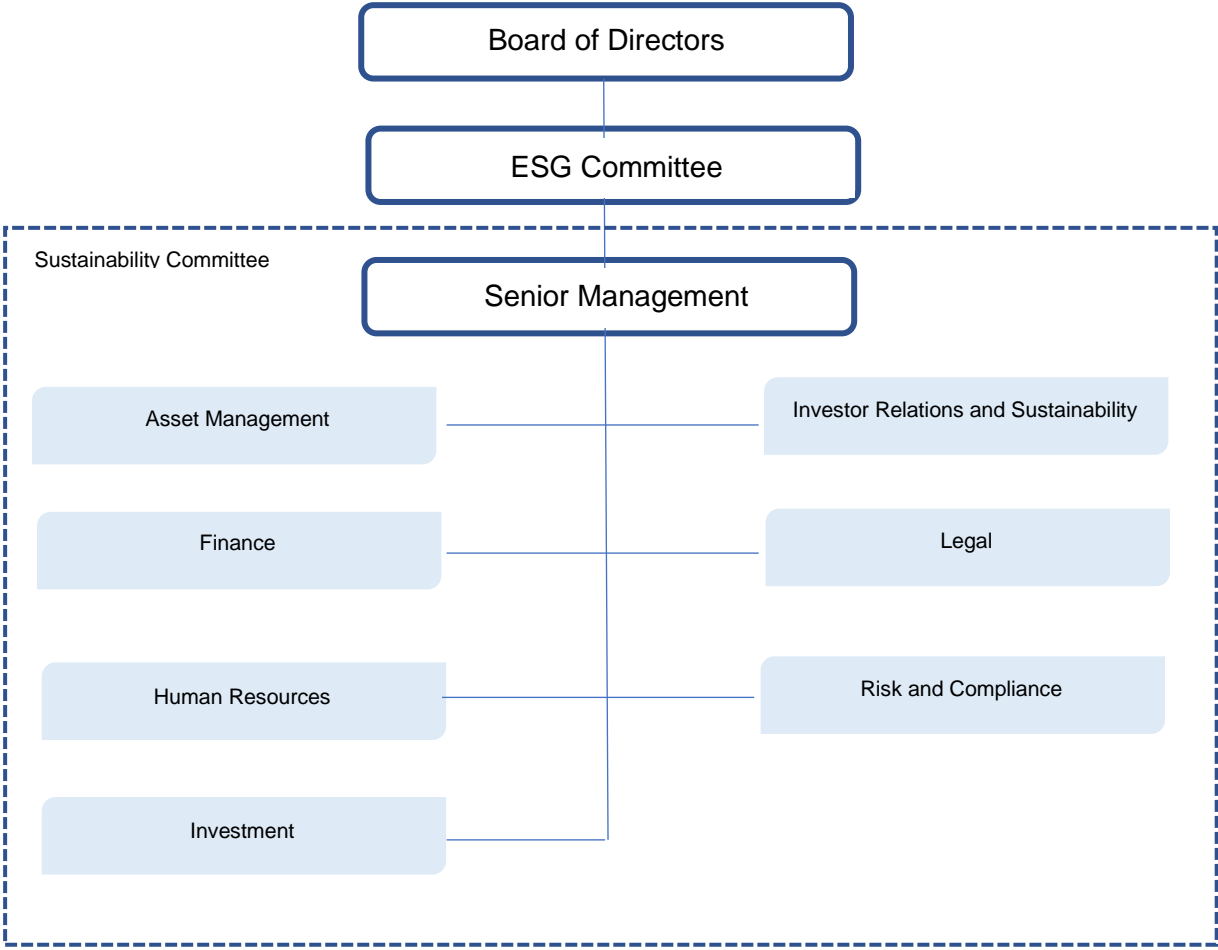 Board of Directors
ESG Committee
Sustainability Committee
Senior Management
Asset Management
Investor Relations and Sustainability
Finance
Legal
Human Resources
Risk and Compliance
Investment